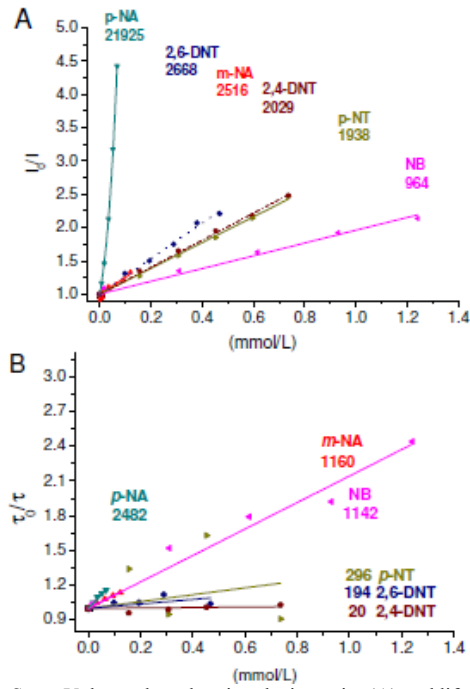 A
p-NA
21925
2,6-DNT
2668
m-NA
2516
2,4-DNT
2029
p-NT
1938
NB
964
5.0
4.5
4.0
3.5
3.0
2.5
2.0
1.5
1.0
I₀/I
0.0 0.2 0.4 0.6 0.8 1.0 1.2 1.4
(mmol/L)
B
3.0
2.7
2.4
2.1
1.8
1.5
1.2
0.9
τ₀/τ
m-NA
1160
p-NA
2482
NB
1142
296 p-NT
194 2,6-DNT
20 2,4-DNT
0.0 0.2 0.4 0.6 0.8 1.0 1.2 1.4
(mmol/L)